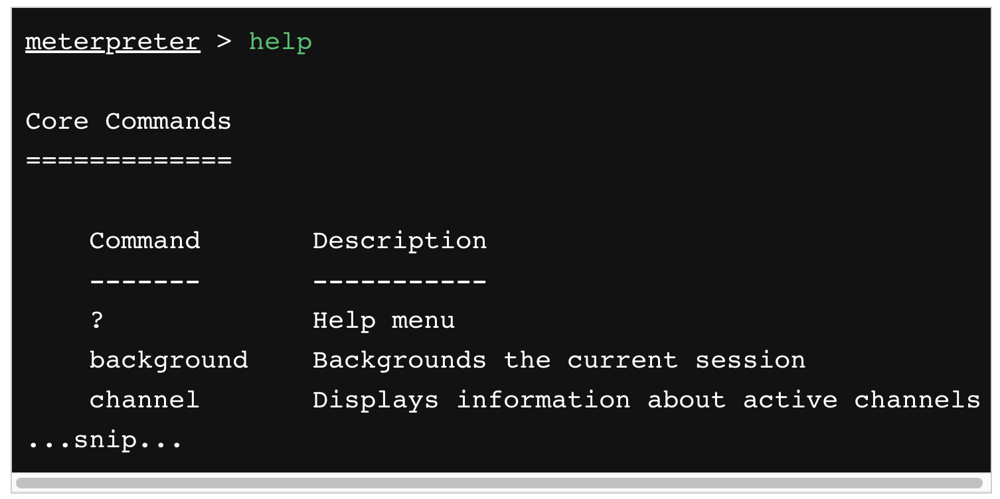 meterpreter > help
Core Commands
=============
Command       Description
-------       -----------
?             Help menu
background    Backgrounds the current session
channel       Displays information about active channels
...snip...